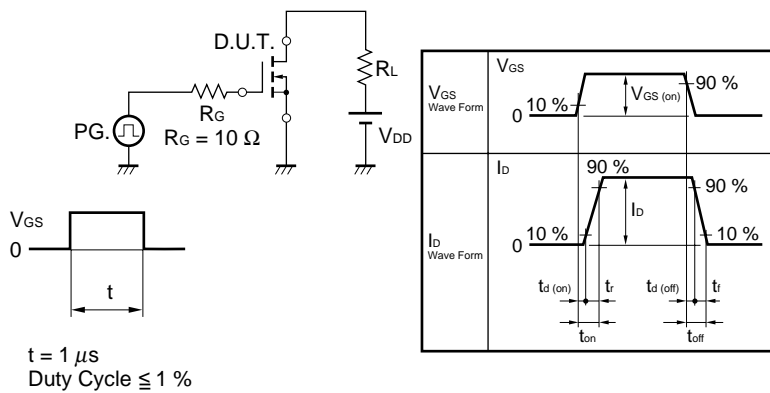 D.U.T.
RL
RG
PG.
RG = 10 Ω
VDD
VGS
0
t
t = 1 μs
Duty Cycle ≦ 1 %
VGS
Wave Form
VGS
VGS (on)
10 %
90 %
0
ID
Wave Form
ID
90 %
90 %
ID
10 %
10 %
0
td (on)
tr
td (off)
tf
ton
toff